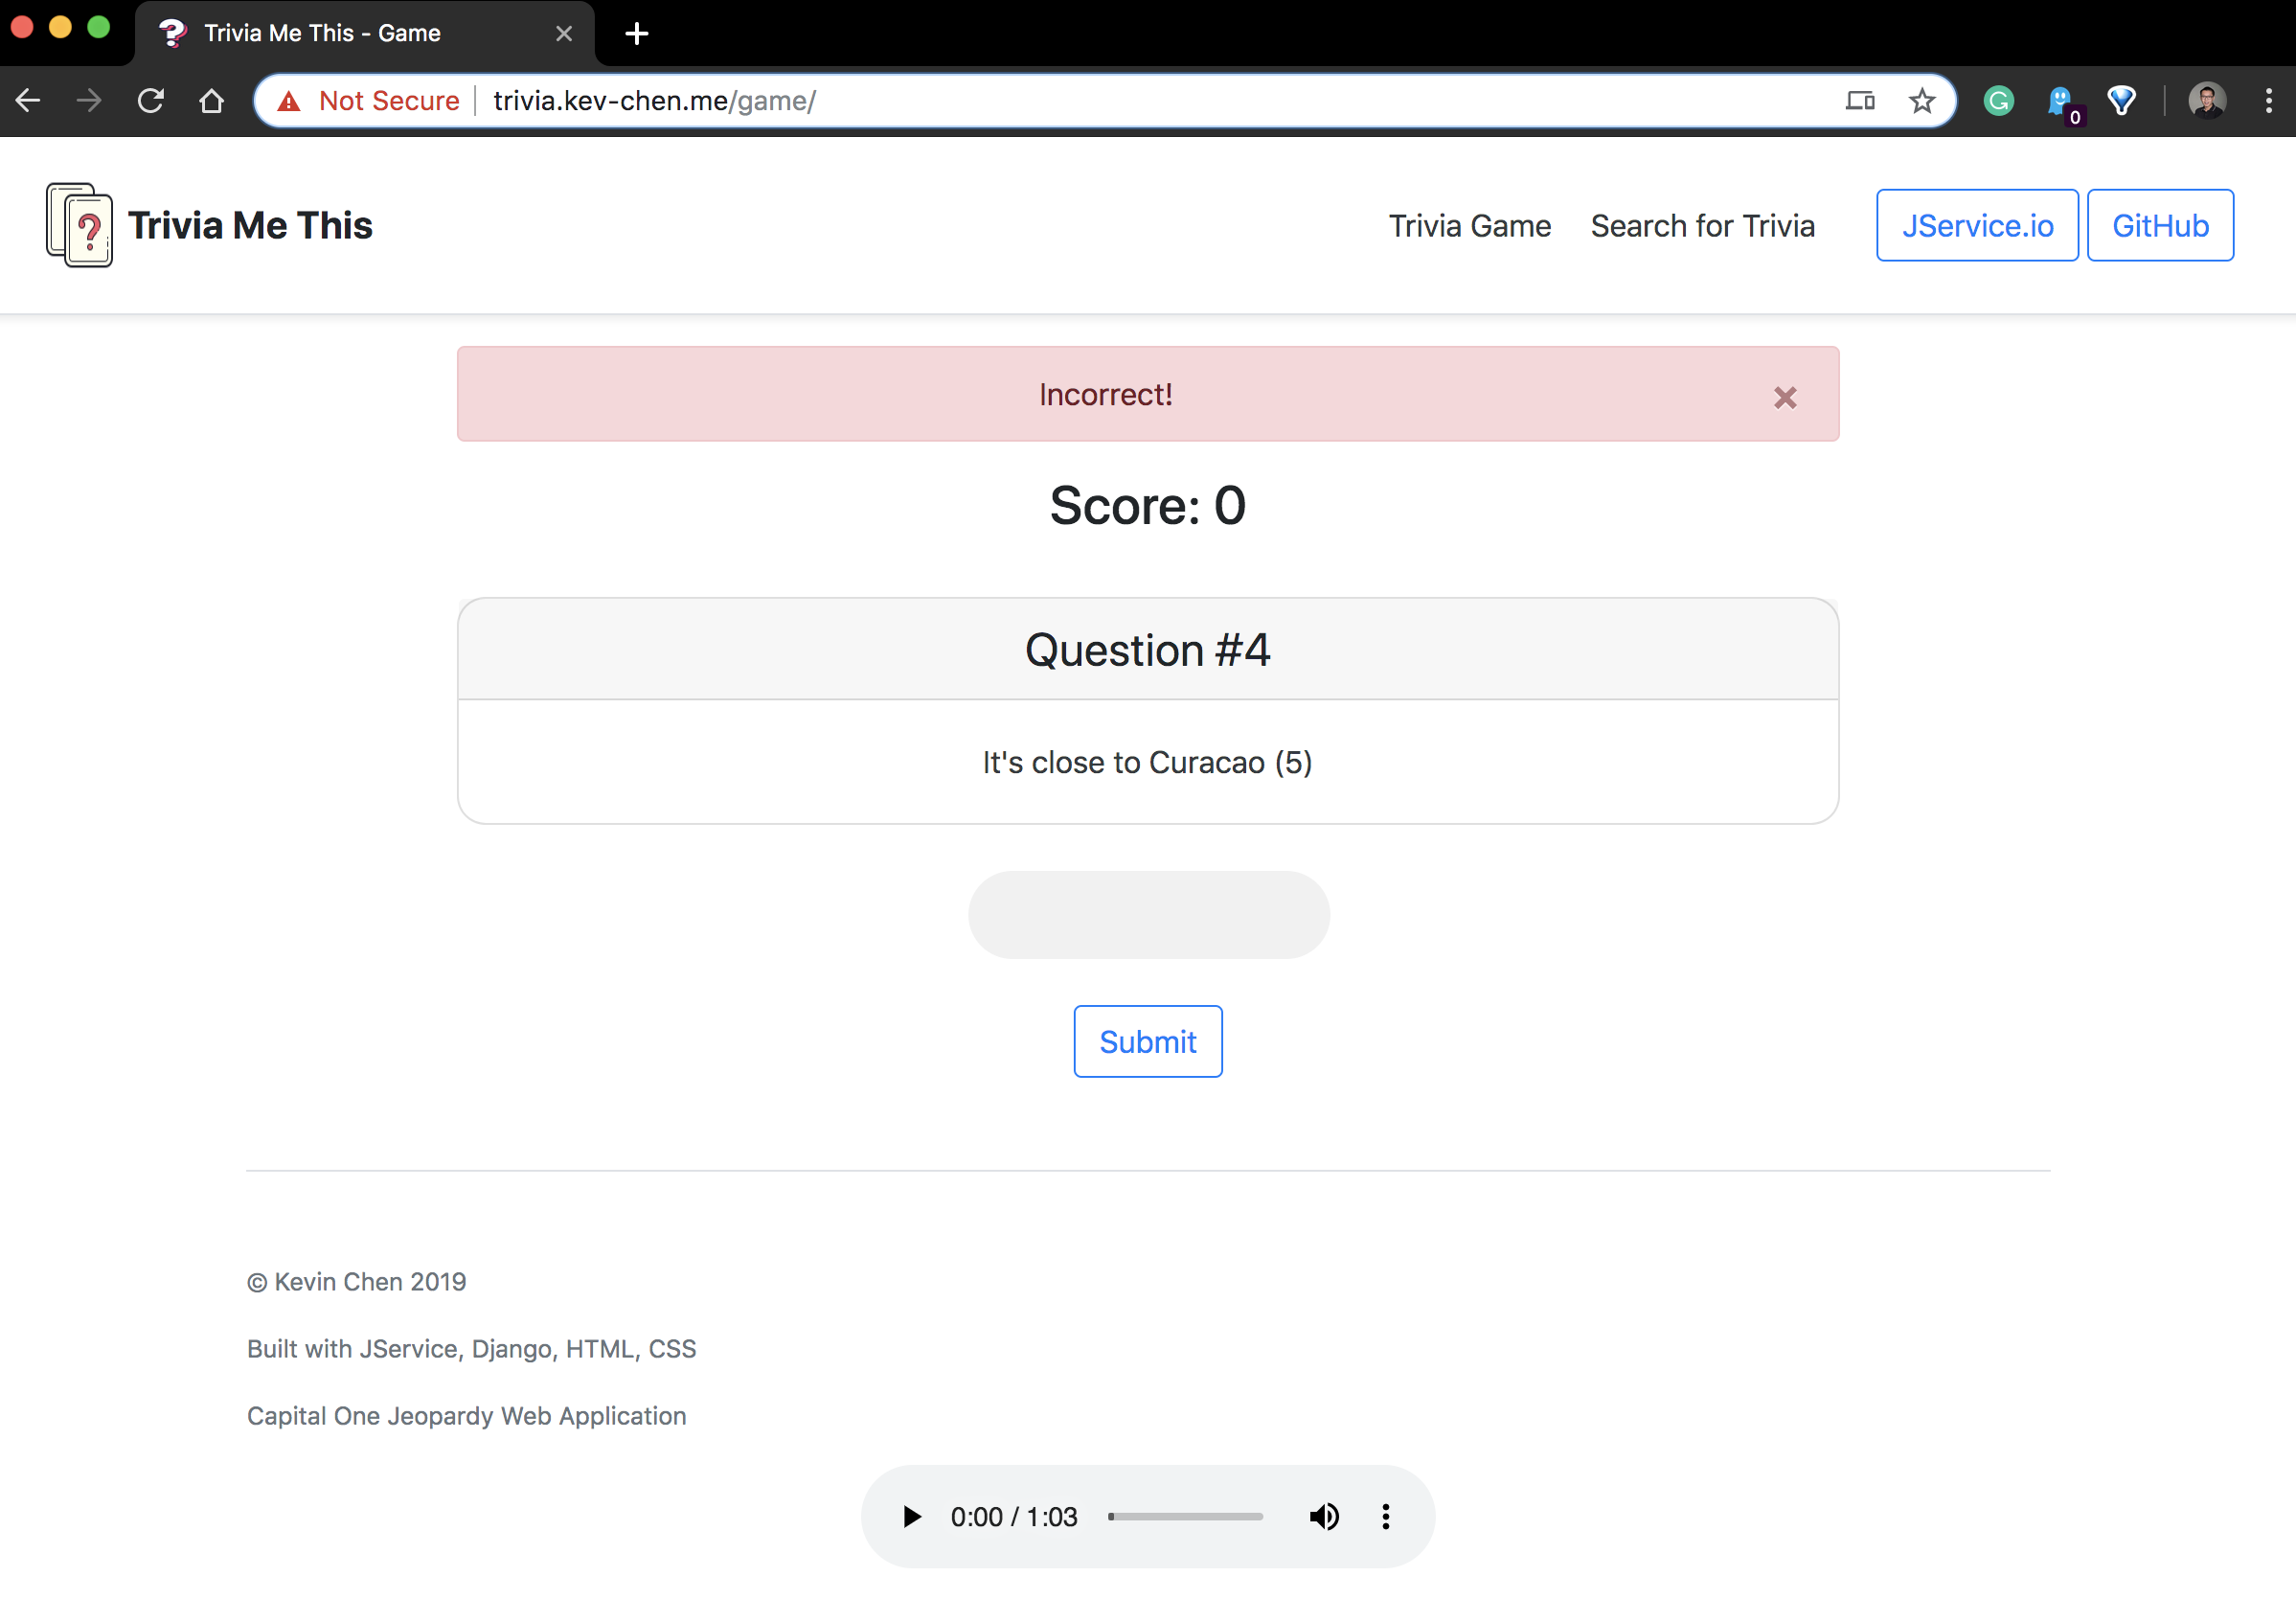 Trivia Me This - Game
Not Secure | trivia.kev-chen.me/game/
0
Trivia Me This
Trivia Game
Search for Trivia
JService.io
GitHub
Incorrect!
Score: 0
Question #4
It's close to Curacao (5)
Submit
© Kevin Chen 2019
Built with JService, Django, HTML, CSS
Capital One Jeopardy Web Application
0:00 / 1:03